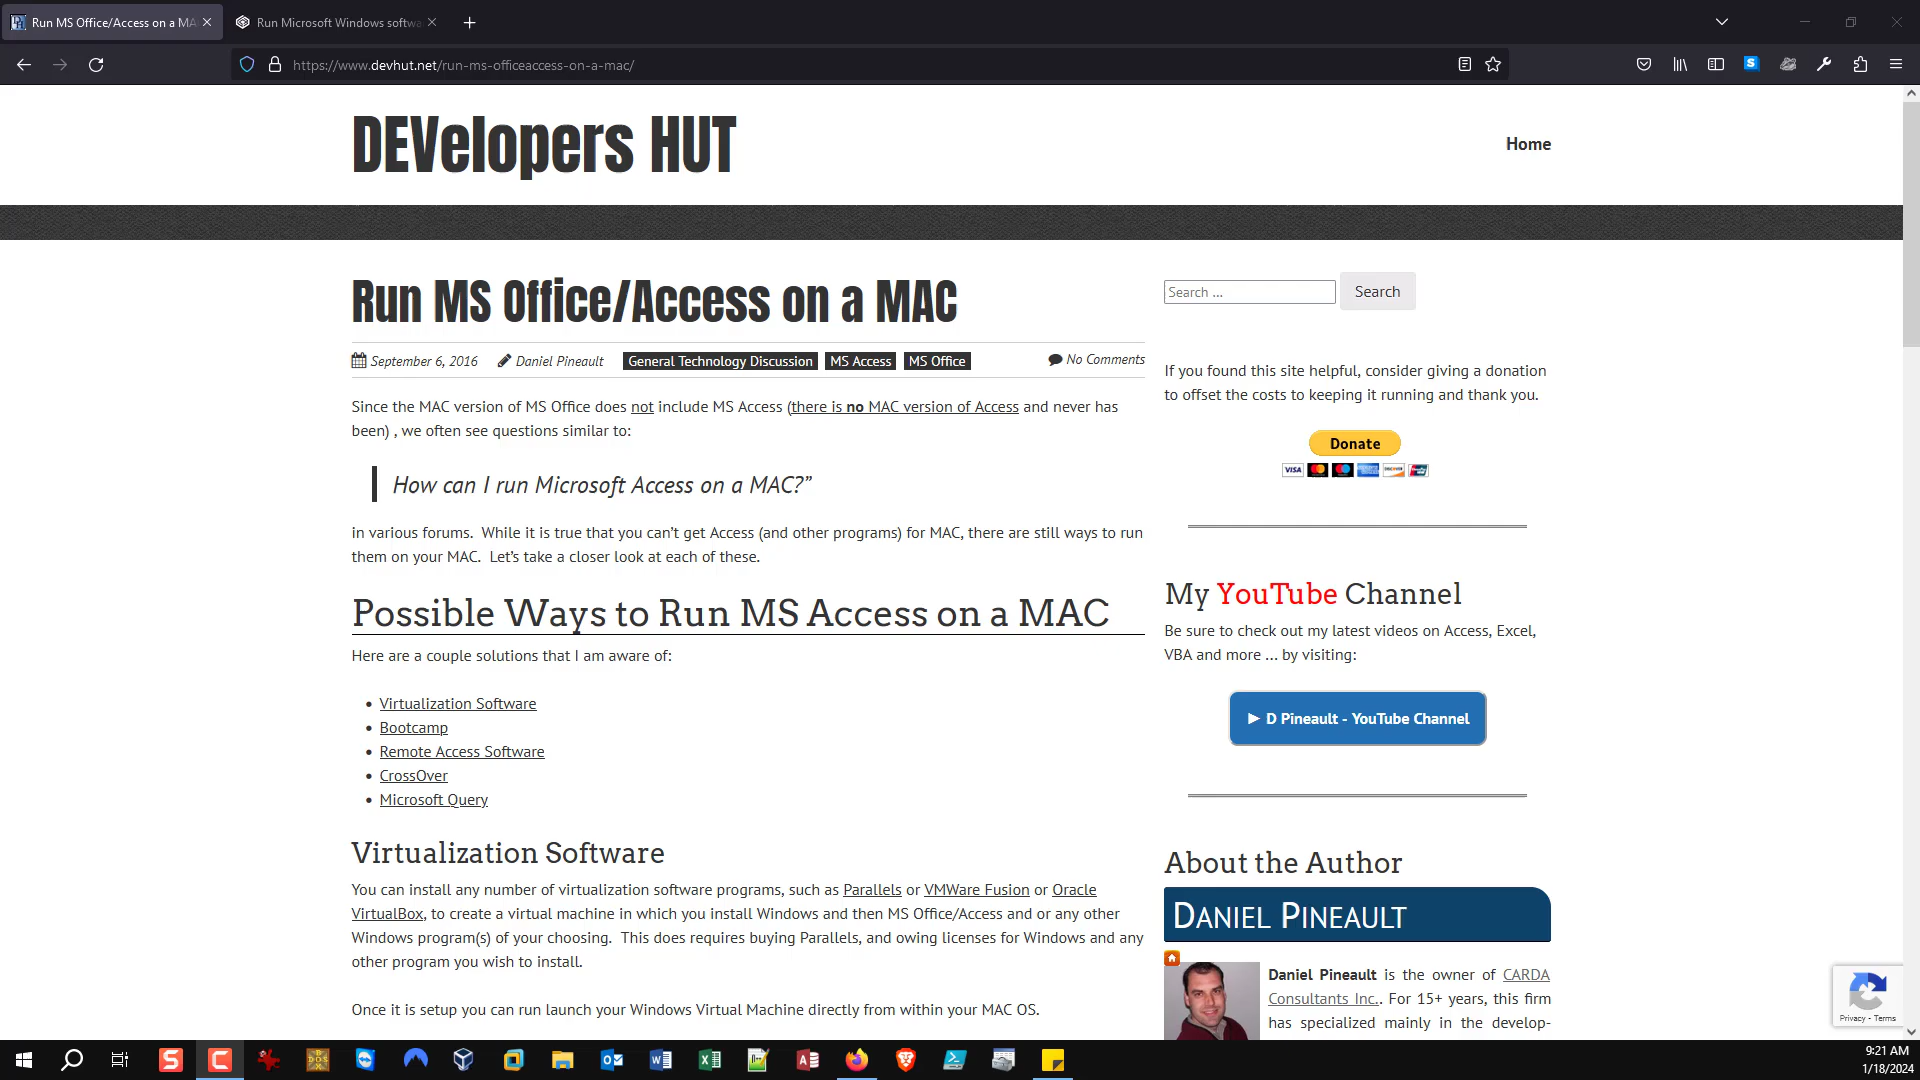 Run MS Office/Access on a MA
Run Microsoft Windows softwa
https://www.devhut.net/run-ms-officeaccess-on-a-mac/
DEVelopers HUT
Home
Run MS Office/Access on a MAC
September 6, 2016 Daniel Pineault General Technology Discussion MS Access MS Office No Comments
Since the MAC version of MS Office does not include MS Access (there is no MAC version of Access and never has
been) , we often see questions similar to:
How can I run Microsoft Access on a MAC?”
in various forums.  While it is true that you can’t get Access (and other programs) for MAC, there are still ways to run
them on your MAC.  Let’s take a closer look at each of these.
Possible Ways to Run MS Access on a MAC
Here are a couple solutions that I am aware of:
• Virtualization Software
• Bootcamp
• Remote Access Software
• CrossOver
• Microsoft Query
Virtualization Software
You can install any number of virtualization software programs, such as Parallels or VMWare Fusion or Oracle
VirtualBox, to create a virtual machine in which you install Windows and then MS Office/Access and or any other
Windows program(s) of your choosing.  This does requires buying Parallels, and owing licenses for Windows and any
other program you wish to install.
Once it is setup you can run launch your Windows Virtual Machine directly from within your MAC OS.
Search ...
Search
If you found this site helpful, consider giving a donation
to offset the costs to keeping it running and thank you.
Donate
VISA
My YouTube Channel
Be sure to check out my latest videos on Access, Excel,
VBA and more … by visiting:
► D Pineault - YouTube Channel
About the Author
Daniel Pineault
Daniel Pineault is the owner of CARDA
Consultants Inc.. For 15+ years, this firm
has specialized mainly in the develop-
Privacy - Terms
9:21 AM
1/18/2024